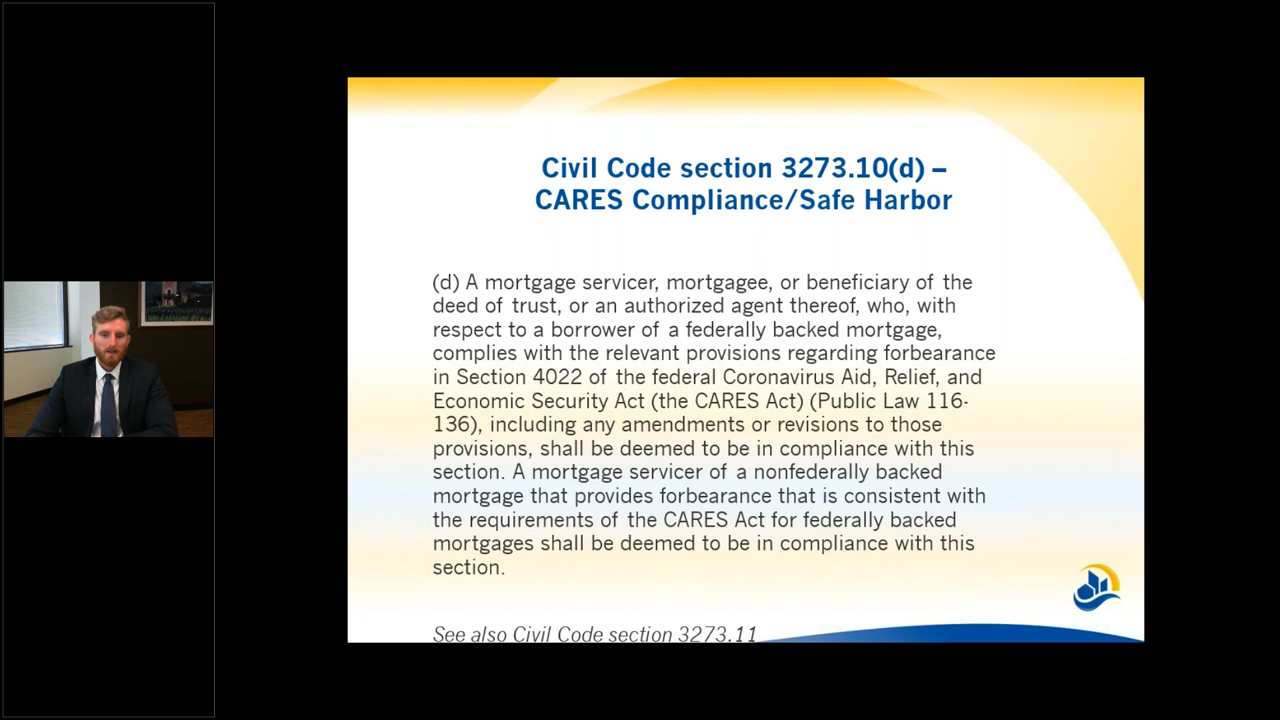 Civil Code section 3273.10(d) –
CARES Compliance/Safe Harbor
(d) A mortgage servicer, mortgagee, or beneficiary of the
deed of trust, or an authorized agent thereof, who, with
respect to a borrower of a federally backed mortgage,
complies with the relevant provisions regarding forbearance
in Section 4022 of the federal Coronavirus Aid, Relief, and
Economic Security Act (the CARES Act) (Public Law 116-
136), including any amendments or revisions to those
provisions, shall be deemed to be in compliance with this
section. A mortgage servicer of a nonfederally backed
mortgage that provides forbearance that is consistent with
the requirements of the CARES Act for federally backed
mortgages shall be deemed to be in compliance with this
section.
See also Civil Code section 3273.11